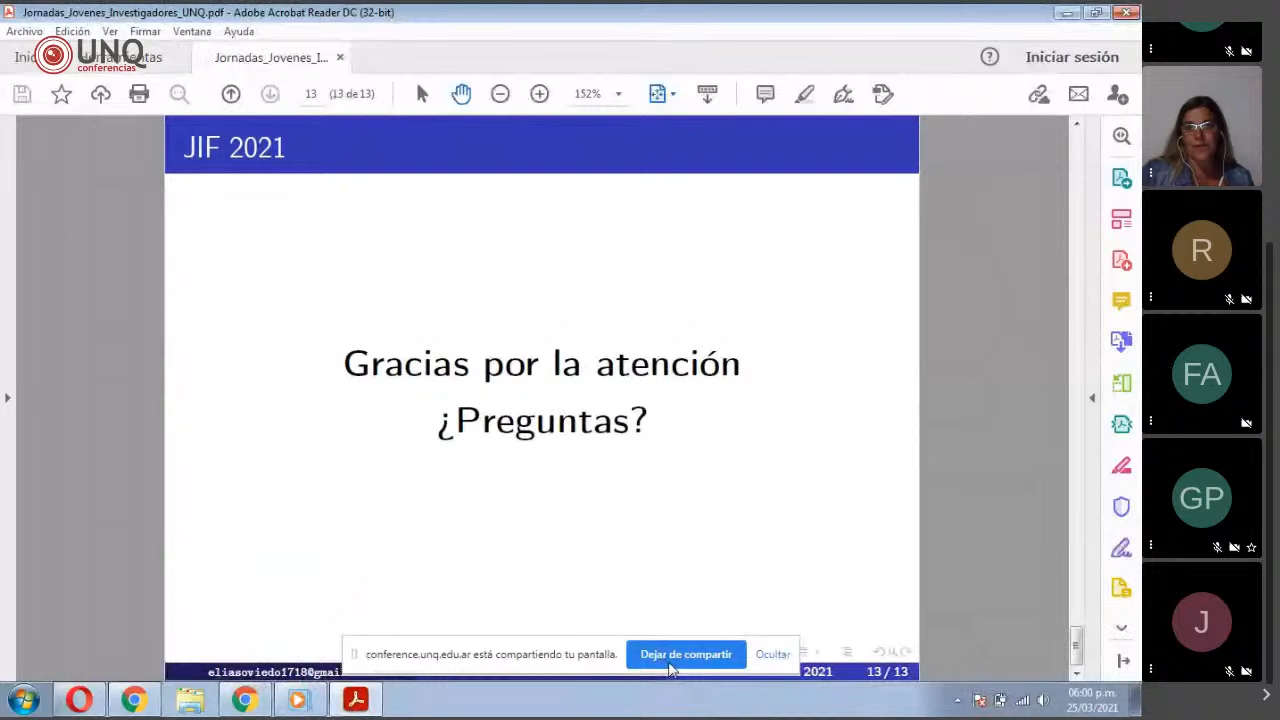 Jornadas_Jovenes_Investigadores_UNQ.pdf - Adobe Acrobat Reader DC (32-bit)
Archivo Edición Ver Firmar Ventana Ayuda
UNQ
conferencias
Jornadas_Jovenes_I...
Iniciar sesión
13 (13 de 13)
152%
JIF 2021
Gracias por la atención
¿Preguntas?
conferencia.unq.edu.ar está compartiendo tu pantalla.
Dejar de compartir
Ocultar
2021
13 / 13
R
FA
GP
J
06:00 p.m.
25/03/2021